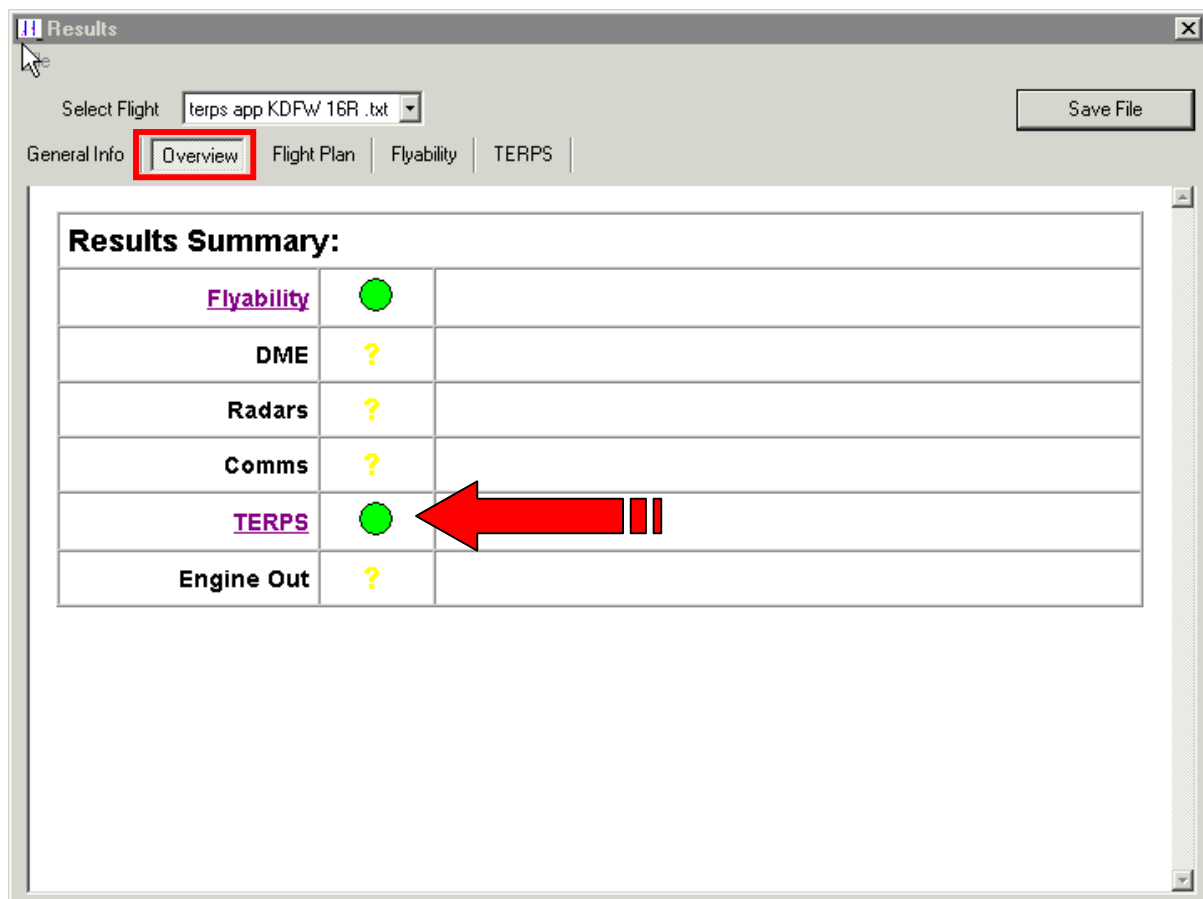 Results
File
Select Flight terps app KDFW 16R .txt Save File
General Info Overview Flight Plan Flyability TERPS
Results Summary:
Flyability
DME ?
Radars ?
Comms ?
TERPS
Engine Out ?